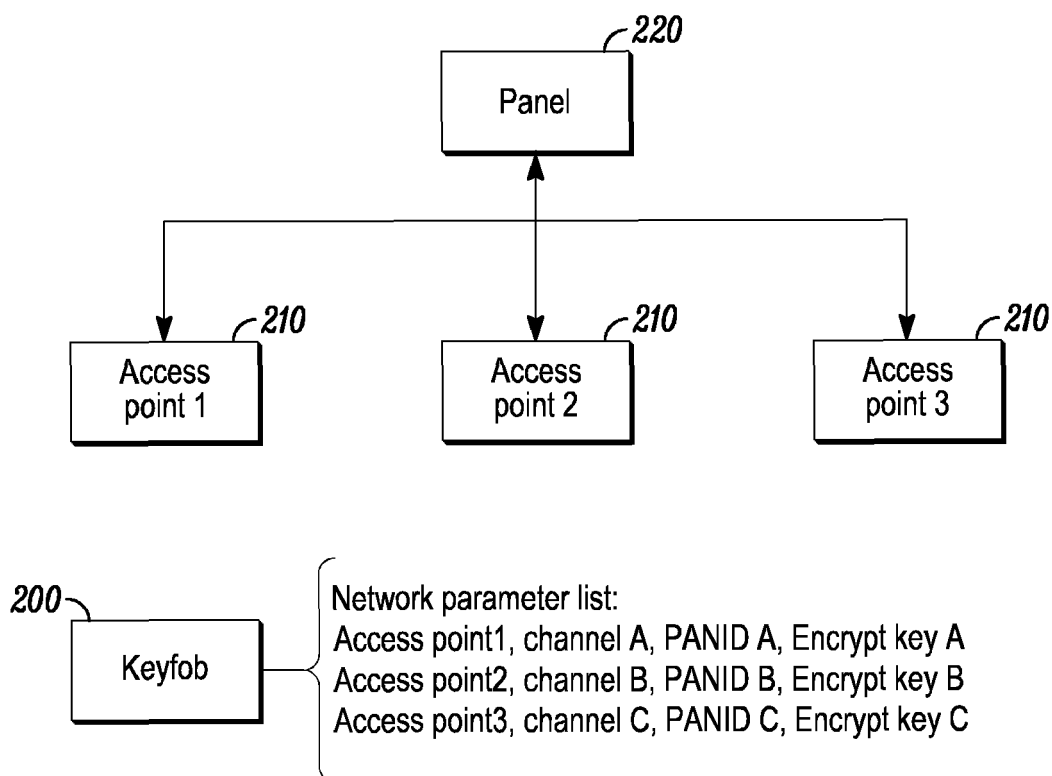 220
Panel
210
210
210
Access
point 1
Access
point 2
Access
point 3
200
Keyfob
Network parameter list:
Access point1, channel A, PANID A, Encrypt key A
Access point2, channel B, PANID B, Encrypt key B
Access point3, channel C, PANID C, Encrypt key C